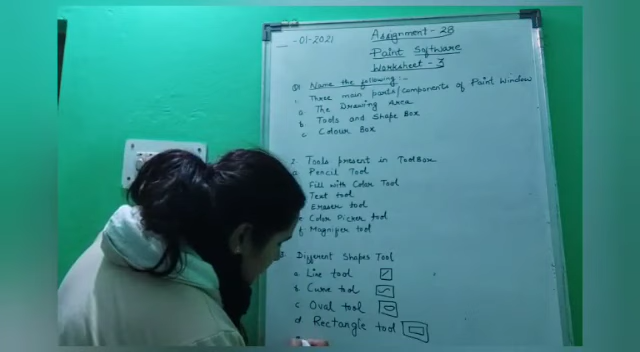 -01-2021 Assignment - 28
Paint Software
Worksheet - 3
Q1 Name the following :-
1. Three main parts/components of Paint Window
a The Drawing Area
b Tools and Shape Box
c Colour Box
2. Tools present in ToolBox
a Pencil Tool
Fill with Color Tool
Text tool
Eraser tool
e Color Picker tool
f Magnifier tool
3. Different Shapes Tool
a Line tool
b Curve tool
c Oval tool
d Rectangle tool